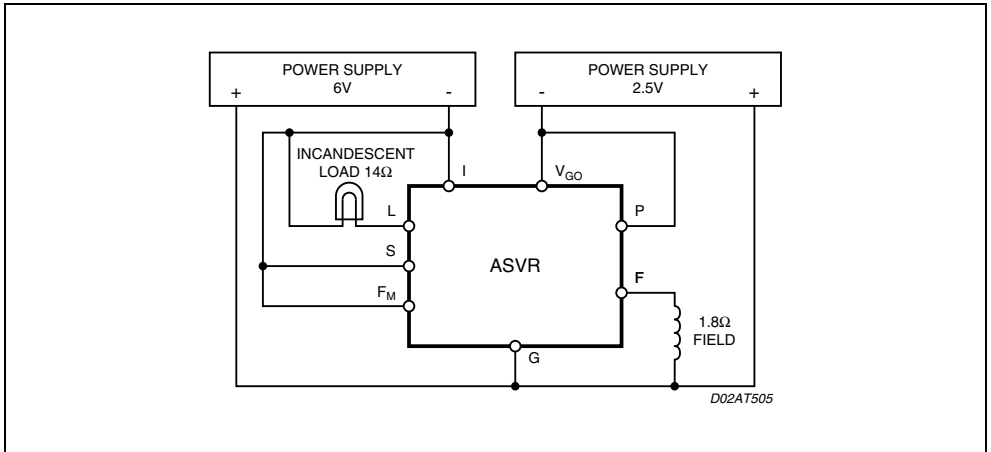 POWER SUPPLY
6V
+ -
POWER SUPPLY
2.5V
- +
INCANDESCENT
LOAD 14Ω
I
V_GO
L
P
S
ASVR
F_M
F
1.8Ω
FIELD
G
D02AT505